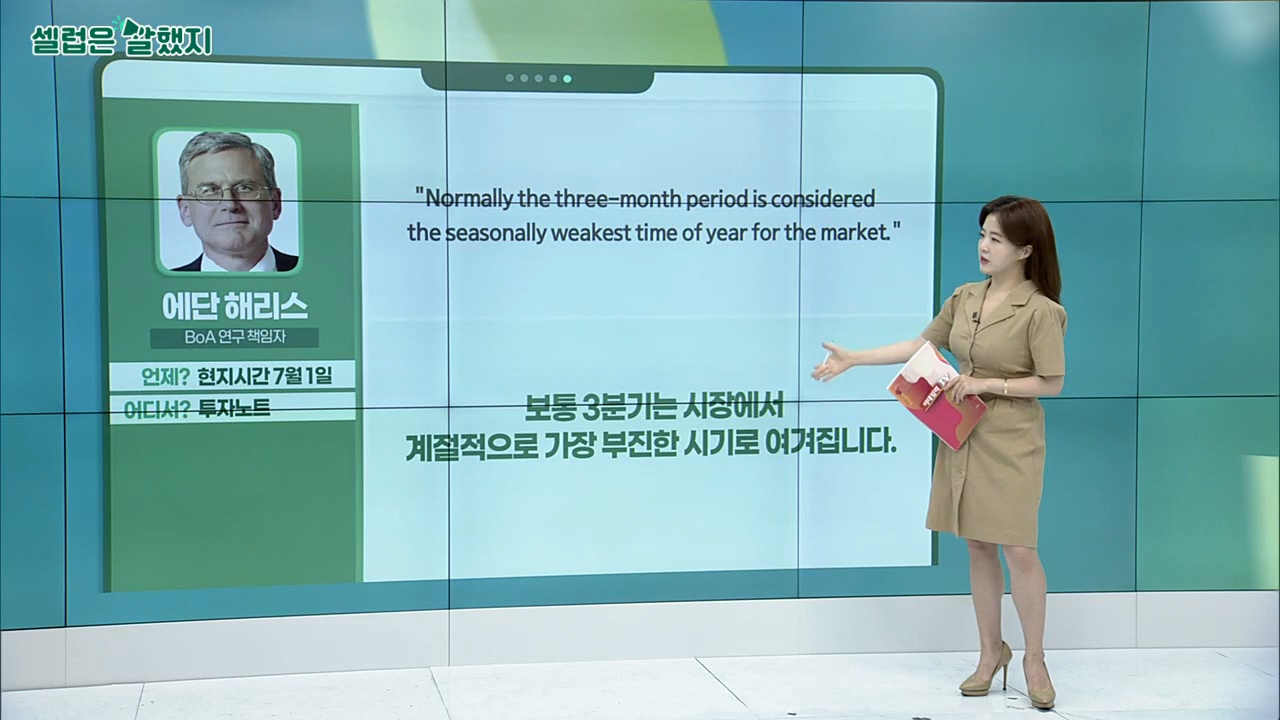 셀럽은 말했지
"Normally the three-month period is considered
the seasonally weakest time of year for the market."
에단 해리스
BoA 연구 책임자
언제? 현지시간 7월 1일
어디서? 투자노트
보통 3분기는 시장에서
계절적으로 가장 부진한 시기로 여겨집니다.